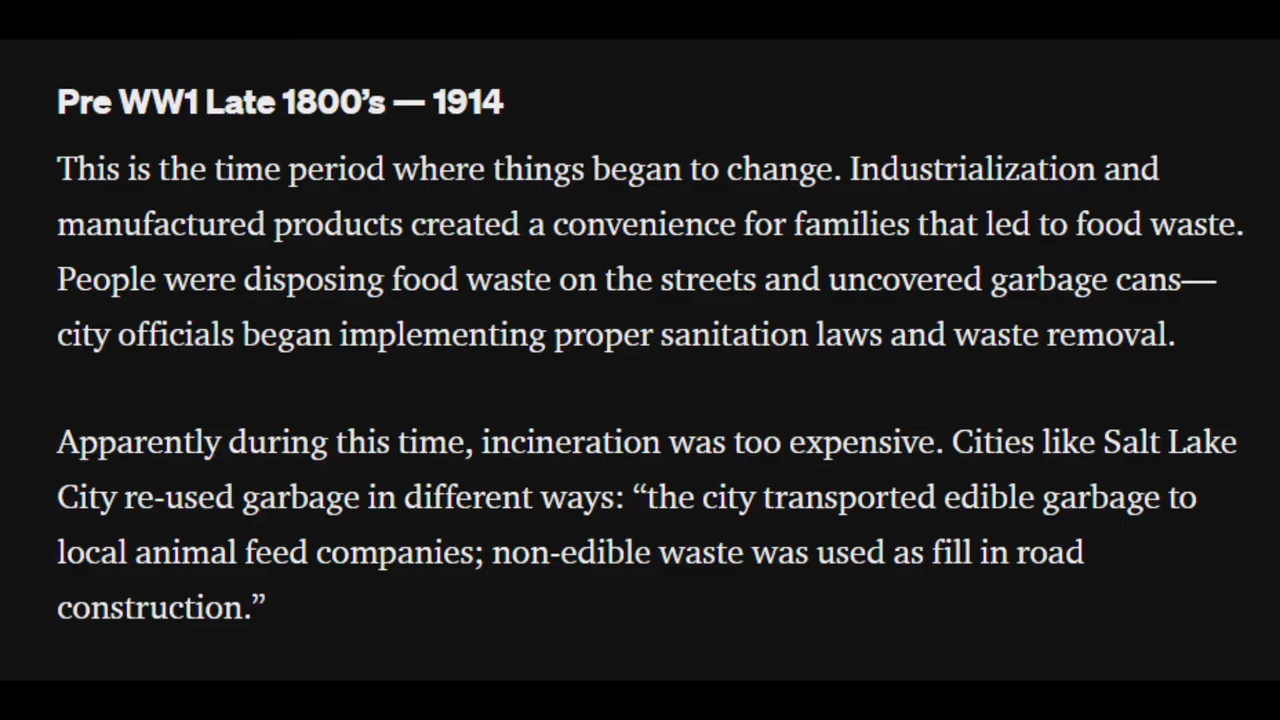 Pre WW1 Late 1800’s — 1914
This is the time period where things began to change. Industrialization and
manufactured products created a convenience for families that led to food waste.
People were disposing food waste on the streets and uncovered garbage cans—
city officials began implementing proper sanitation laws and waste removal.
Apparently during this time, incineration was too expensive. Cities like Salt Lake
City re-used garbage in different ways: “the city transported edible garbage to
local animal feed companies; non-edible waste was used as fill in road
construction.”